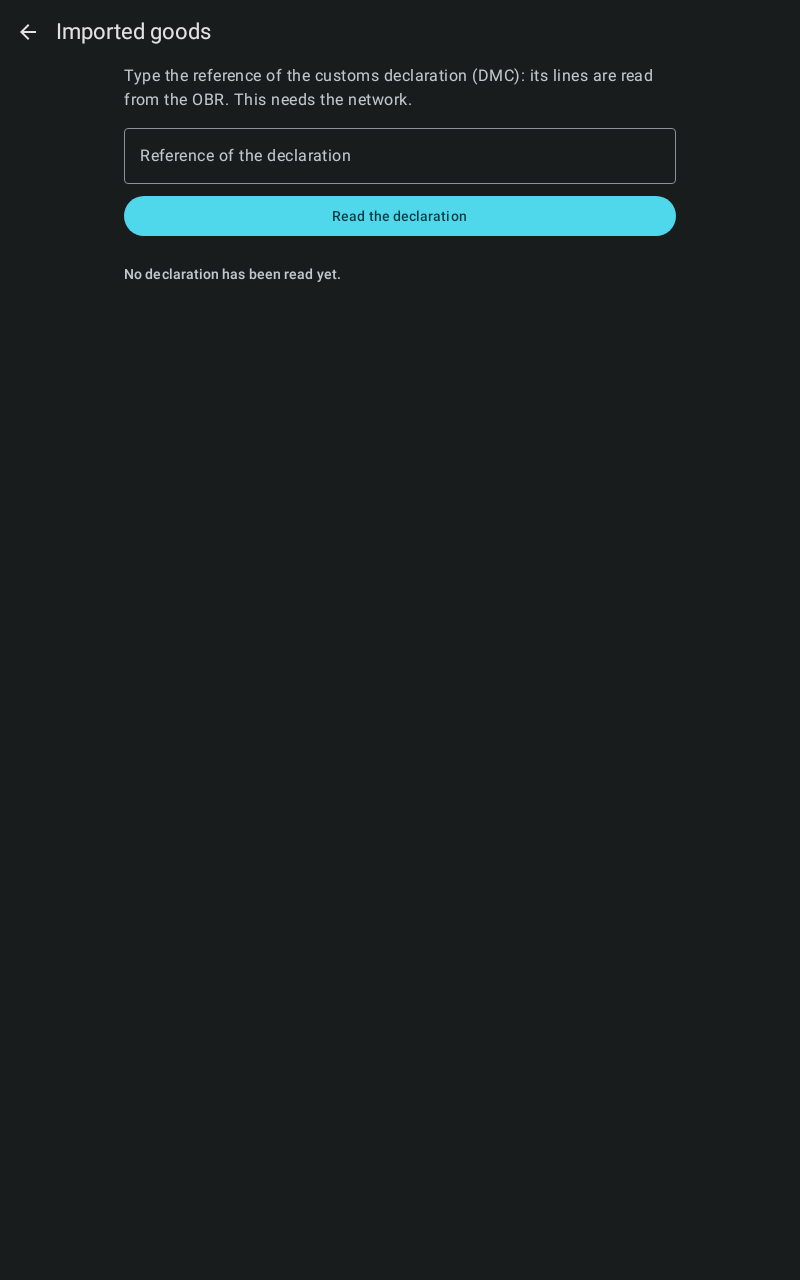 Imported goods
Type the reference of the customs declaration (DMC): its lines are read
from the OBR. This needs the network.
Reference of the declaration
Read the declaration
No declaration has been read yet.